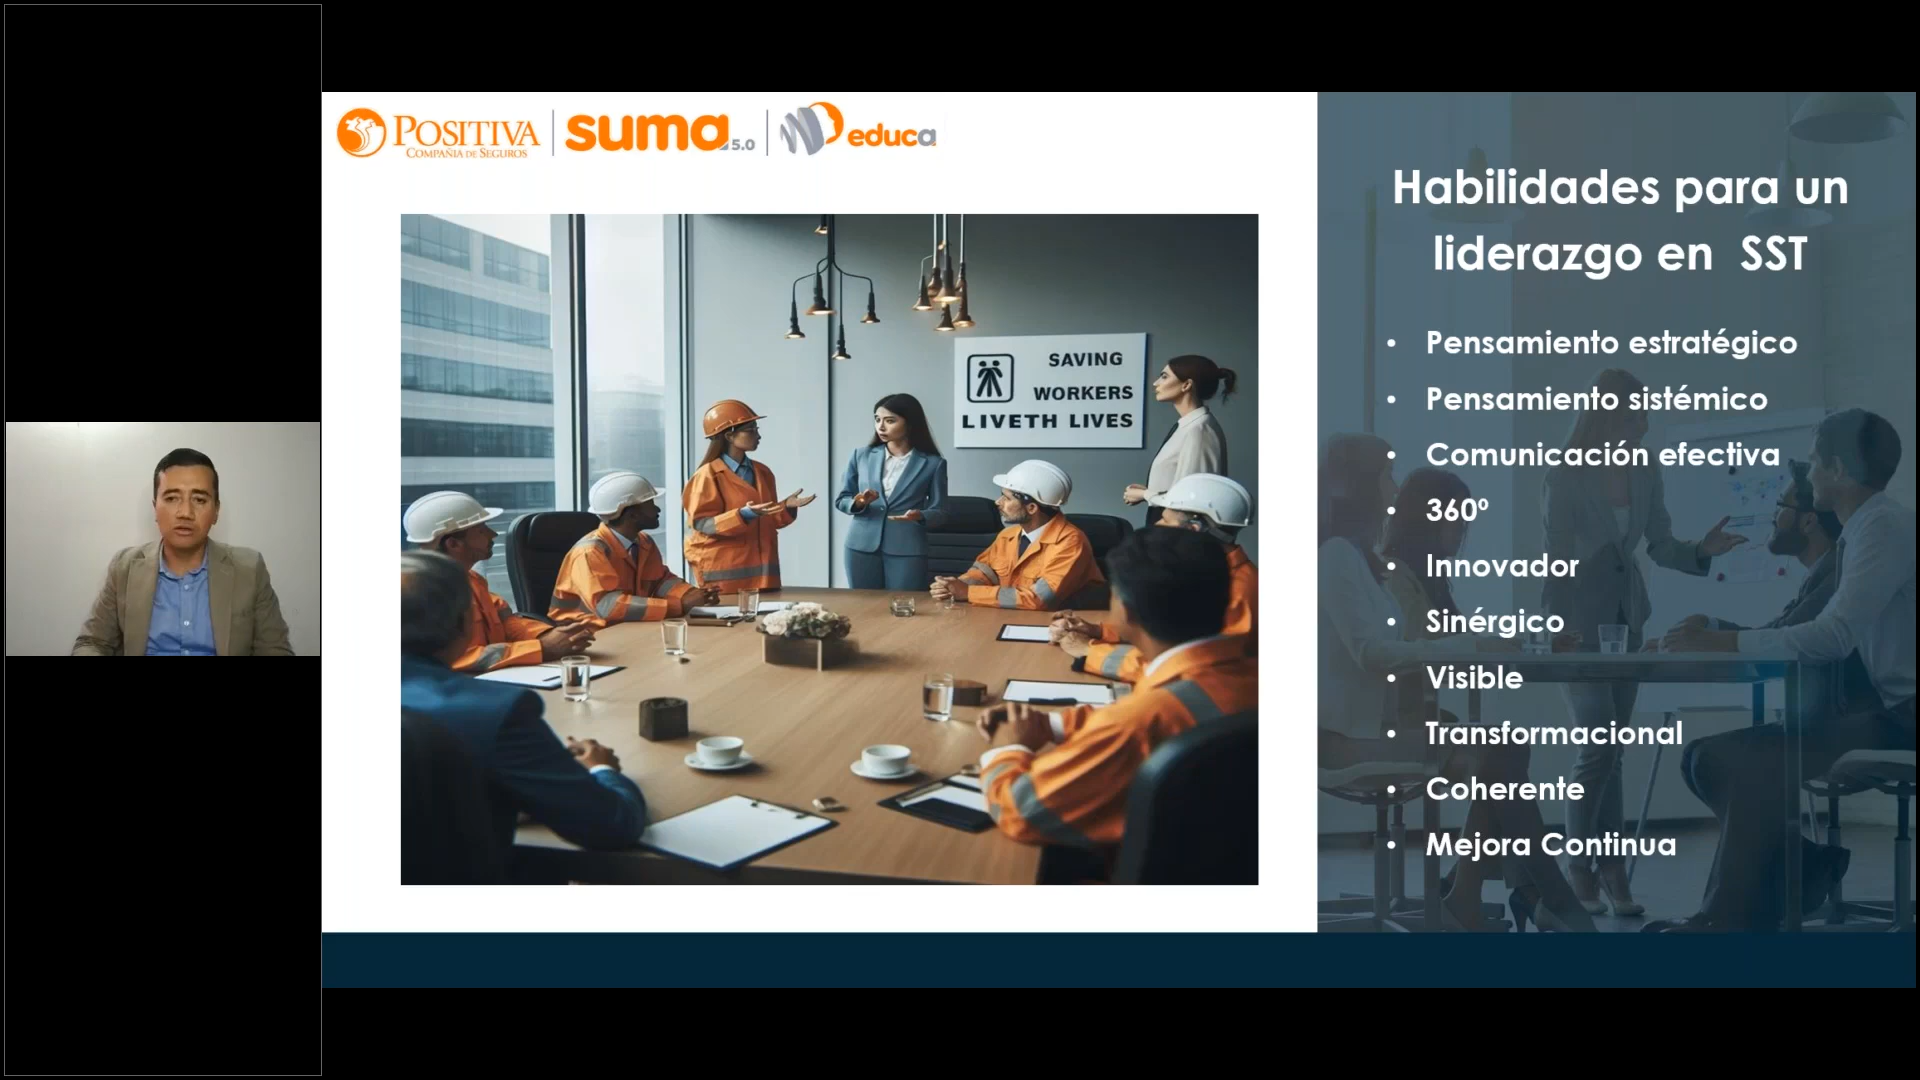 POSITIVA
COMPAÑIA DE SEGUROS
suma 5.0
educa
SAVING
WORKERS
LIVETH LIVES
Habilidades para un
liderazgo en SST
• Pensamiento estratégico
• Pensamiento sistémico
• Comunicación efectiva
• 360º
• Innovador
• Sinérgico
• Visible
• Transformacional
• Coherente
• Mejora Continua